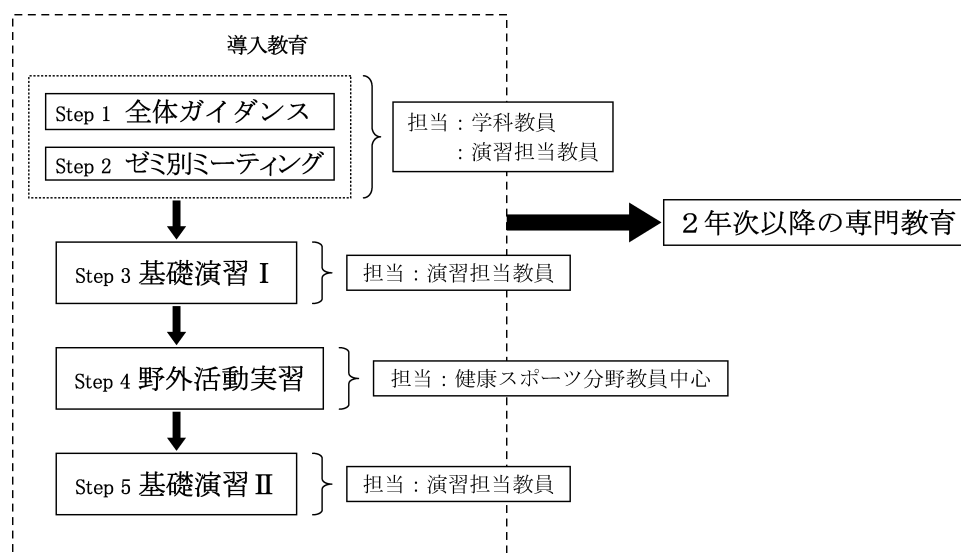 導入教育
Step 1 全体ガイダンス
Step 2 ゼミ別ミーティング
担当：学科教員
：演習担当教員
２年次以降の専門教育
Step 3 基礎演習Ⅰ
担当：演習担当教員
Step 4 野外活動実習
担当：健康スポーツ分野教員中心
Step 5 基礎演習Ⅱ
担当：演習担当教員